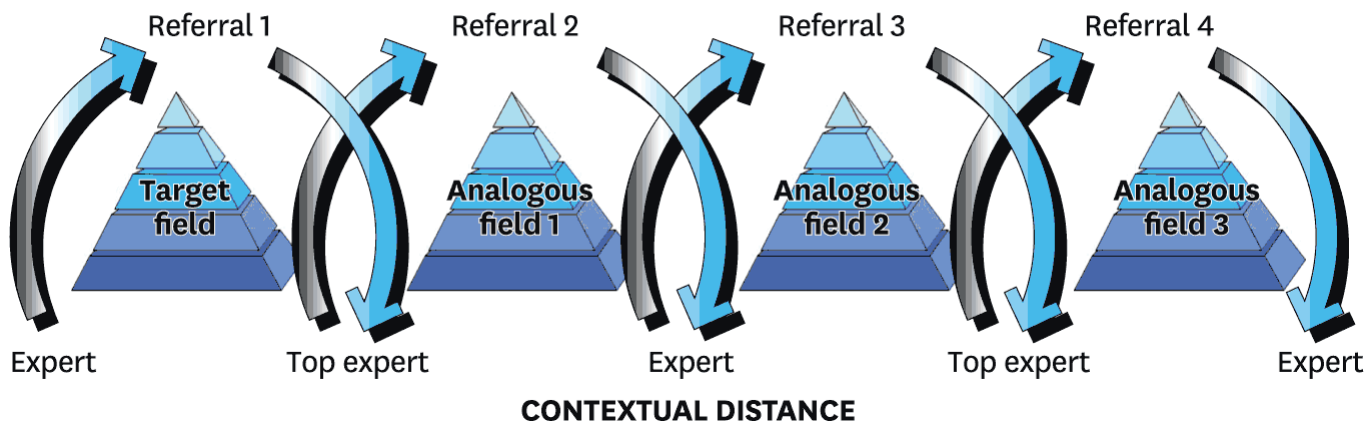 Referral 1 Referral 2 Referral 3 Referral 4
Target
field
Analogous
field 1
Analogous
field 2
Analogous
field 3
Expert Top expert Expert Top expert Expert
CONTEXTUAL DISTANCE